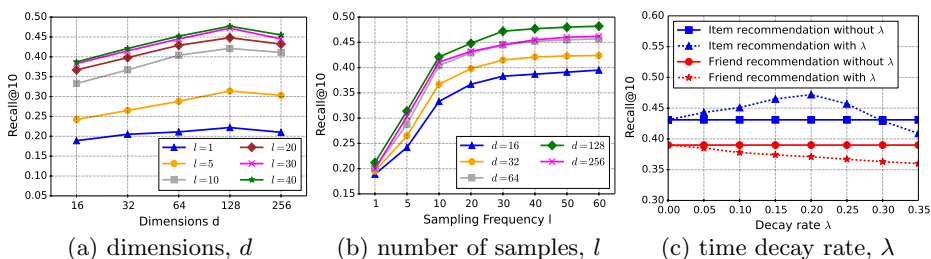 0.50
0.45
0.40
0.35
0.30
0.25
0.20
0.15
0.10
0.05
Recall@10
16 32 64 128 256
Dimensions d
l=1
l=5
l=10
l=20
l=30
l=40
(a) dimensions, d
0.50
0.45
0.40
0.35
0.30
0.25
0.20
0.15
Recall@10
1 5 10 20 30 40 50 60
Sampling Frequency l
d=16
d=32
d=64
d=128
d=256
(b) number of samples, l
0.60
0.55
0.50
0.45
0.40
0.35
0.30
Recall@10
0.00 0.05 0.10 0.15 0.20 0.25 0.30 0.35
Decay rate λ
Item recommendation without λ
Item recommendation with λ
Friend recommendation without λ
Friend recommendation with λ
(c) time decay rate, λ